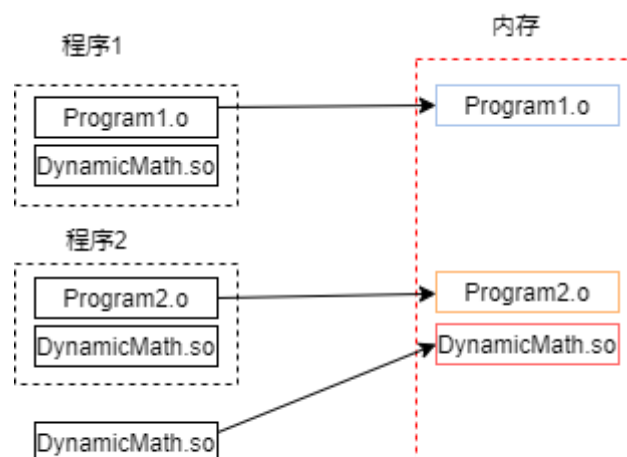 内存
程序1
Program1.o
Program1.o
DynamicMath.so
程序2
Program2.o
Program2.o
DynamicMath.so
DynamicMath.so
DynamicMath.so